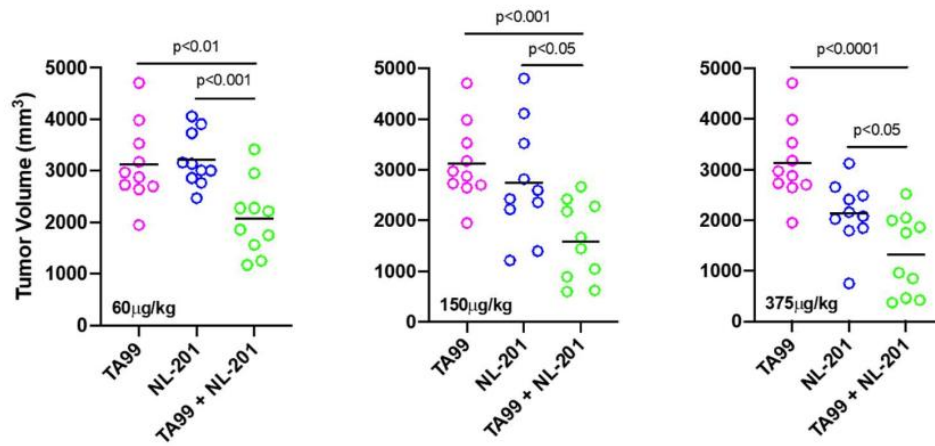 p<0.01
p<0.001
Tumor Volume (mm³)
5000
4000
3000
2000
1000
0
60µg/kg
TA99
NL-201
TA99 + NL-201
p<0.001
p<0.05
5000
4000
3000
2000
1000
0
150µg/kg
TA99
NL-201
TA99 + NL-201
p<0.0001
p<0.05
5000
4000
3000
2000
1000
0
375µg/kg
TA99
NL-201
TA99 + NL-201